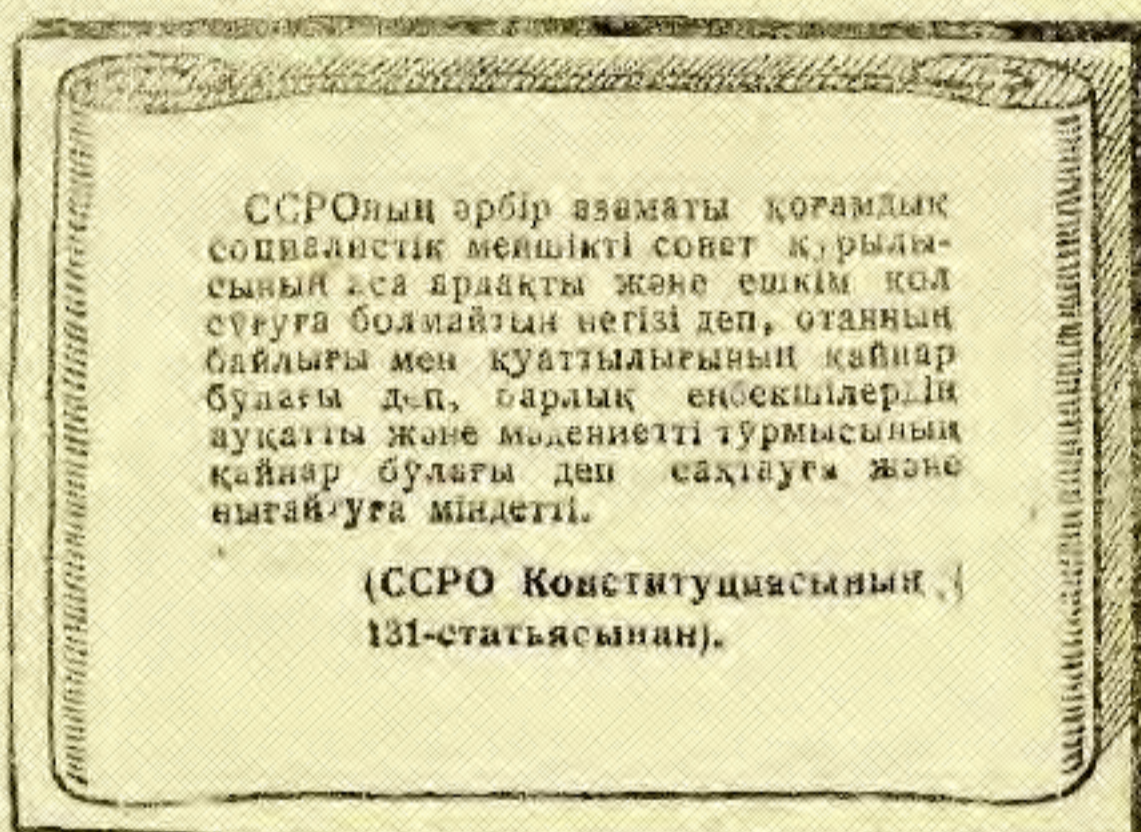 ССРОның әрбір азаматы қоғамдық
социалистік меншікті совет құрылы-
сының аса ардақты және ешкім қол
сұғуға болмайтын негізі деп, отанның
байлығы мен қуаттылығының қайнар
бұлағы деп, барлық еңбекшілердің
ауқатты және мәдениетті тұрмысының
қайнар бұлағы деп сақтауға және
нығайтуға міндетті.
(ССРО Конституциясының
131-статьясынан).